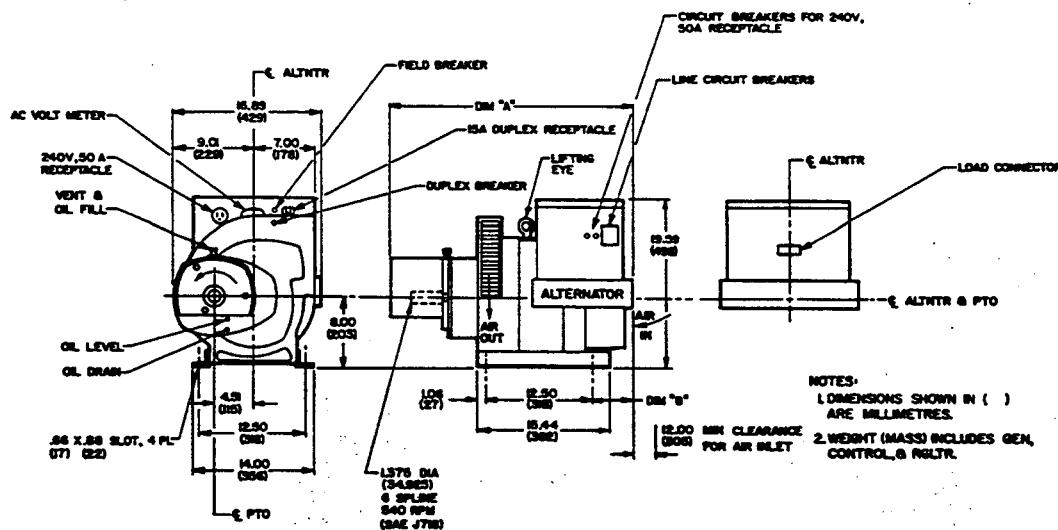 CIRCUIT BREAKERS FOR 240V,
50A RECEPTACLE
℄ ALTNTR
FIELD BREAKER
LINE CIRCUIT BREAKERS
16.89
(429)
DIM "A"
AC VOLT METER
15A DUPLEX RECEPTACLE
9.01
(229)
7.00
(178)
240V, 50 A
RECEPTACLE
LIFTING
EYE
℄ ALTNTR
LOAD CONNECTOR
VENT &
OIL FILL
DUPLEX BREAKER
19.59
(498)
ALTERNATOR
℄ ALTNTR & PTO
8.00
(203)
AIR
OUT
AIR
IN
OIL LEVEL
OIL DRAIN
4.51
(115)
1.06
(27)
12.50
(318)
DIM "B"
NOTES:
1. DIMENSIONS SHOWN IN ( )
ARE MILLIMETRES.
.66 X .88 SLOT, 4 PL
(17) (22)
12.50
(318)
15.44
(392)
12.00 MIN CLEARANCE
FOR AIR INLET
2. WEIGHT (MASS) INCLUDES GEN,
CONTROL, & RGLTR.
14.00
(356)
1.375 DIA
(34.925)
6 SPLINE
540 RPM
(SAE J718)
℄ PTO